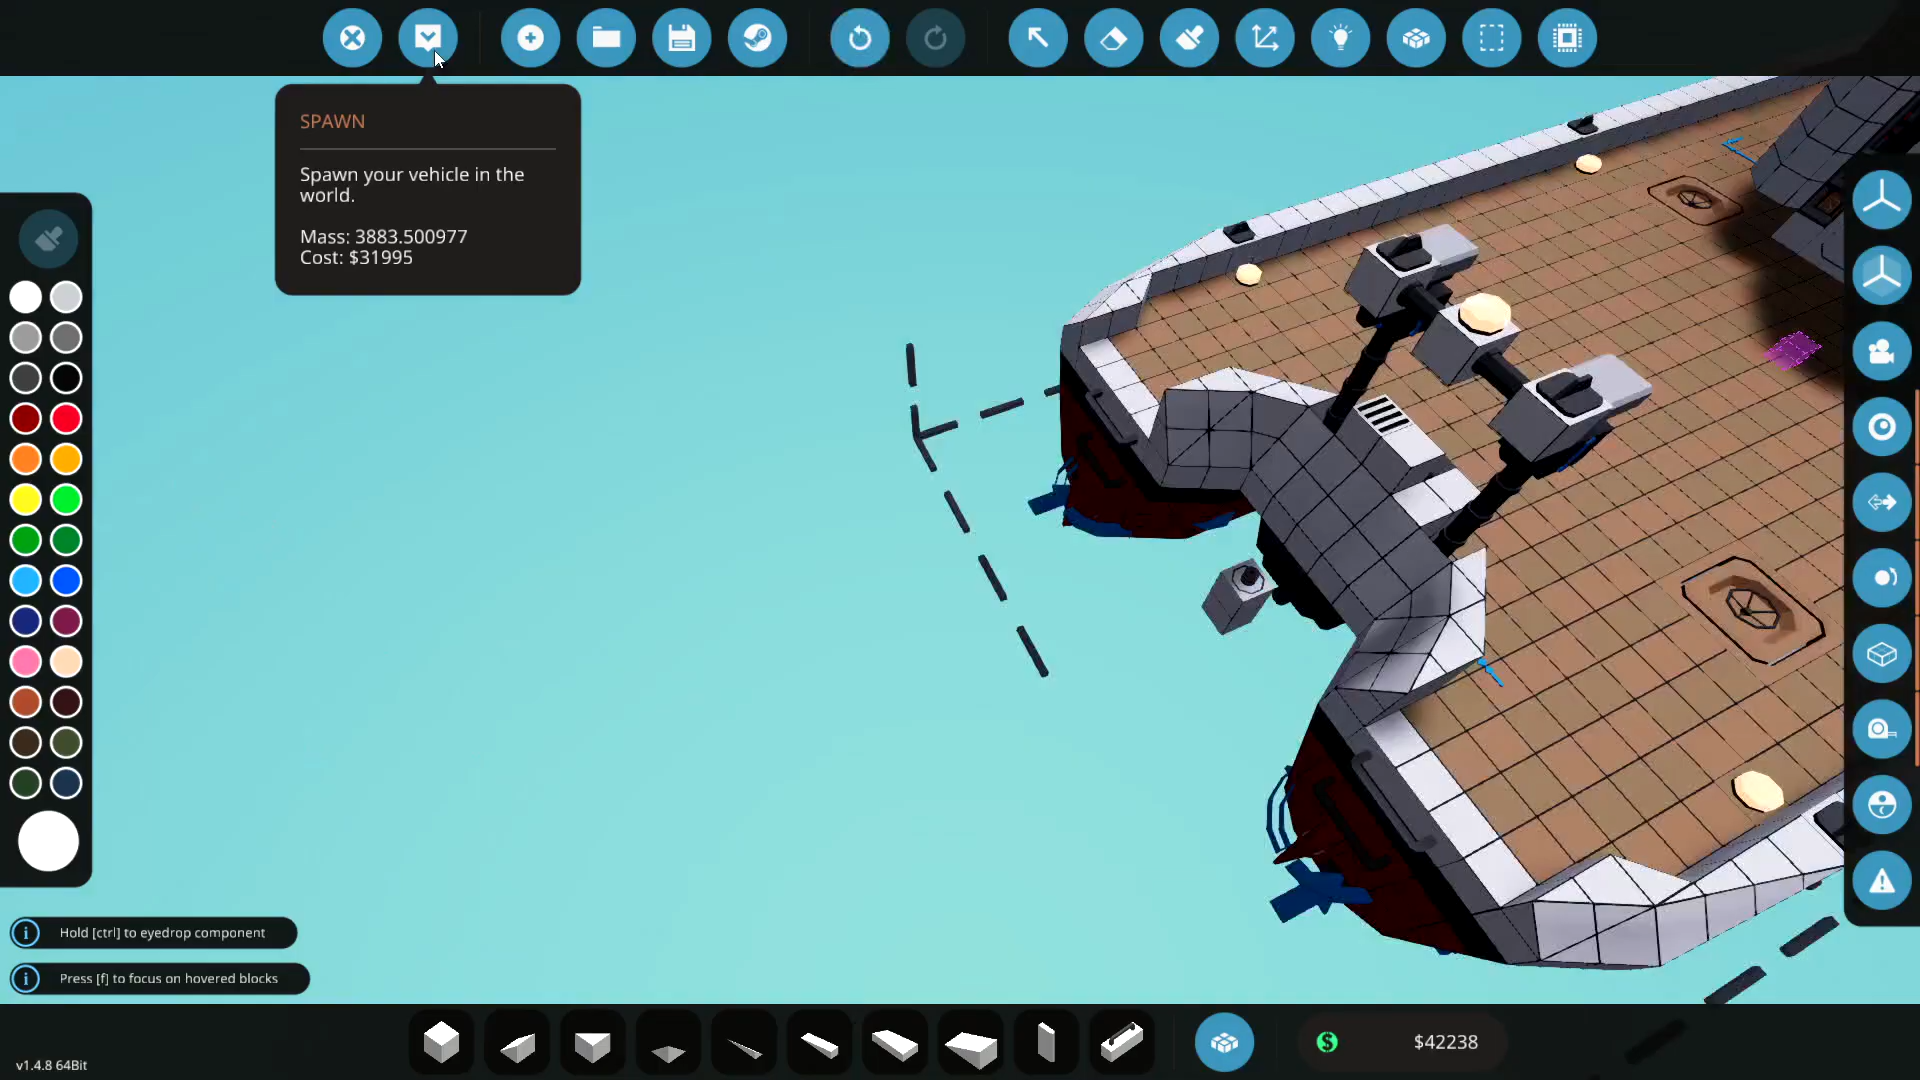 SPAWN
Spawn your vehicle in the
world.
Mass: 3883.500977
Cost: $31995
Hold [ctrl] to eyedrop component
Press [f] to focus on hovered blocks
v1.4.8 64Bit
$42238